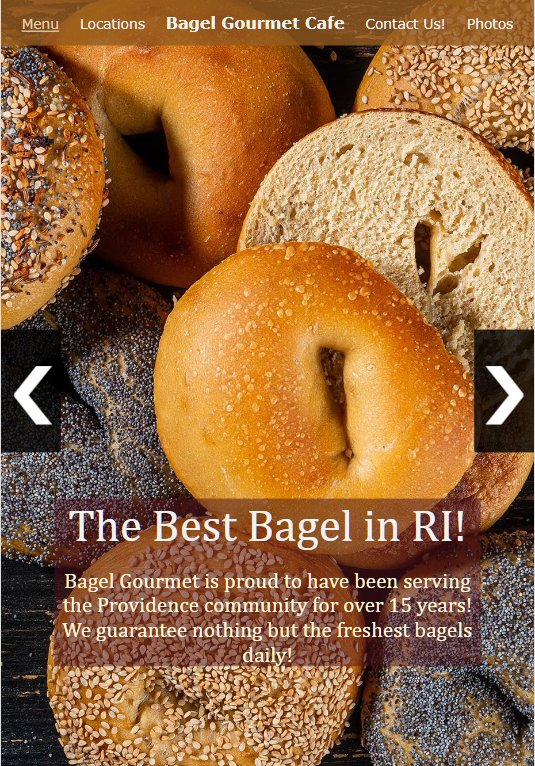 Menu Locations Bagel Gourmet Cafe Contact Us! Photos
The Best Bagel in RI!
Bagel Gourmet is proud to have been serving
the Providence community for over 15 years!
We guarantee nothing but the freshest bagels
daily!